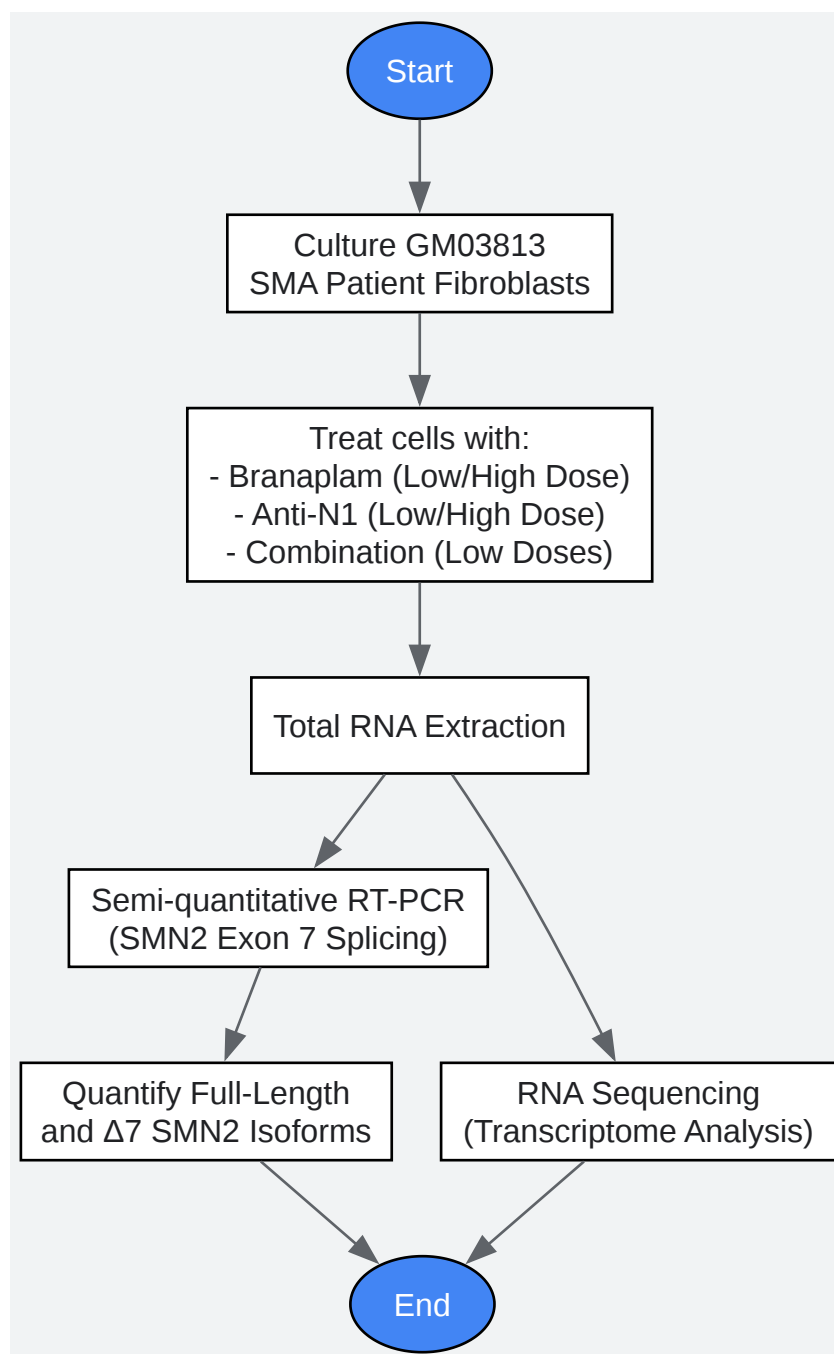 Start
Culture GM03813
SMA Patient Fibroblasts
Treat cells with:
- Branaplam (Low/High Dose)
- Anti-N1 (Low/High Dose)
- Combination (Low Doses)
Total RNA Extraction
Semi-quantitative RT-PCR
(SMN2 Exon 7 Splicing)
Quantify Full-Length
and Δ7 SMN2 Isoforms
RNA Sequencing
(Transcriptome Analysis)
End